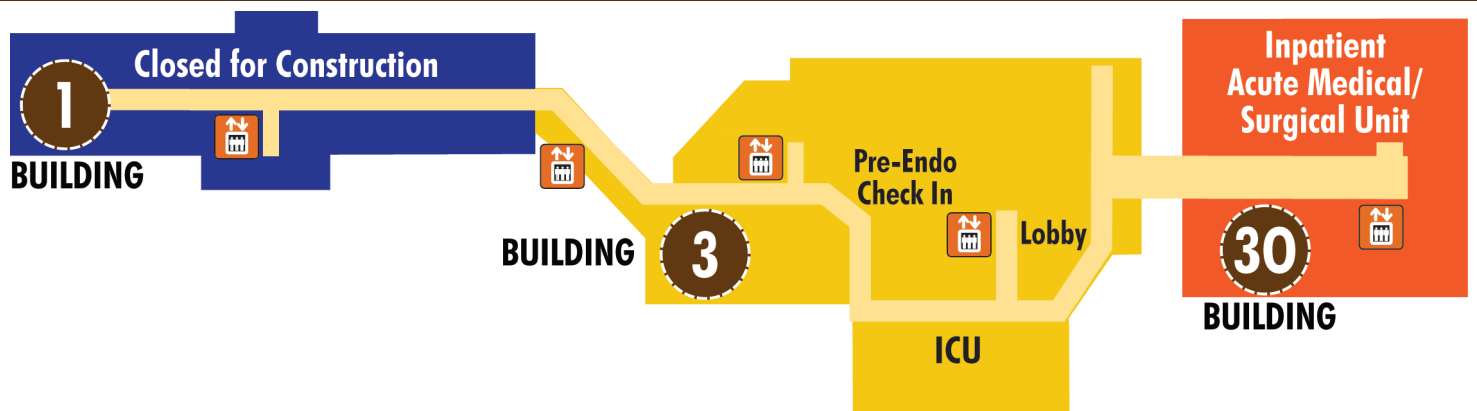 Closed for Construction
1
BUILDING
BUILDING
3
Pre-Endo
Check In
Lobby
ICU
Inpatient
Acute Medical/
Surgical Unit
30
BUILDING